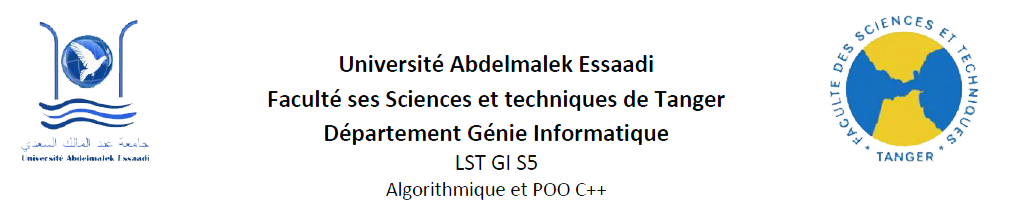 Université Abdelmalek Essaadi
Faculté ses Sciences et techniques de Tanger
Département Génie Informatique
LST GI S5
Algorithmique et POO C++
جامعة عبد المالك السعدي
Université Abdelmalek Essaadi
FACULTÉ DES SCIENCES ET TECHNIQUES
* TANGER *